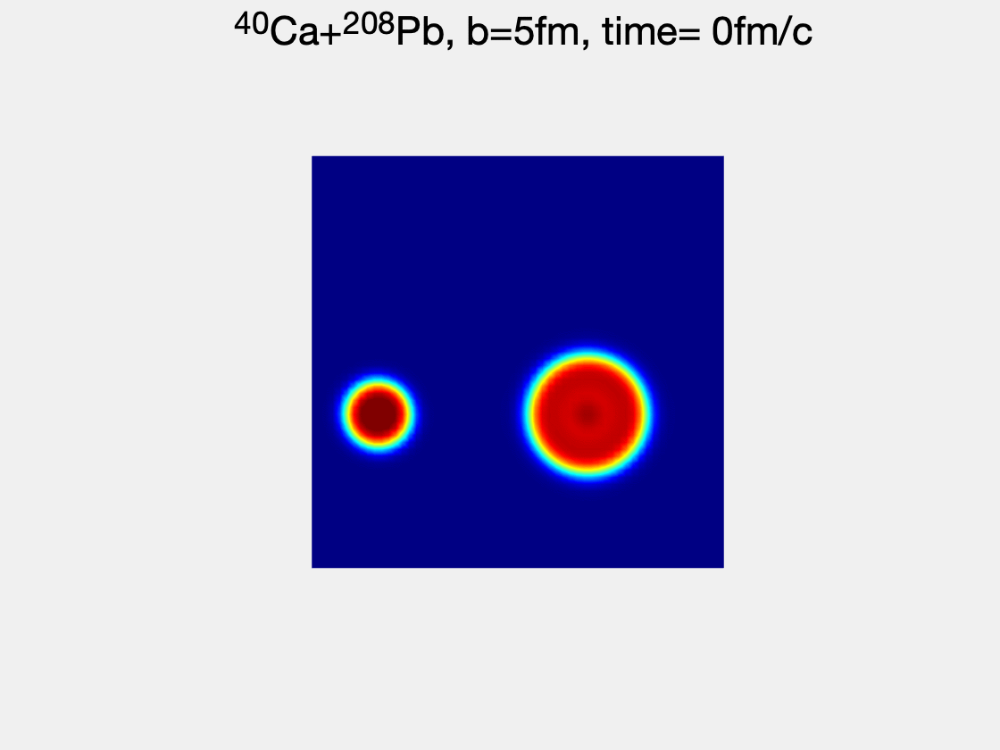 ⁴⁰Ca+²⁰⁸Pb, b=5fm, time= 0fm/c